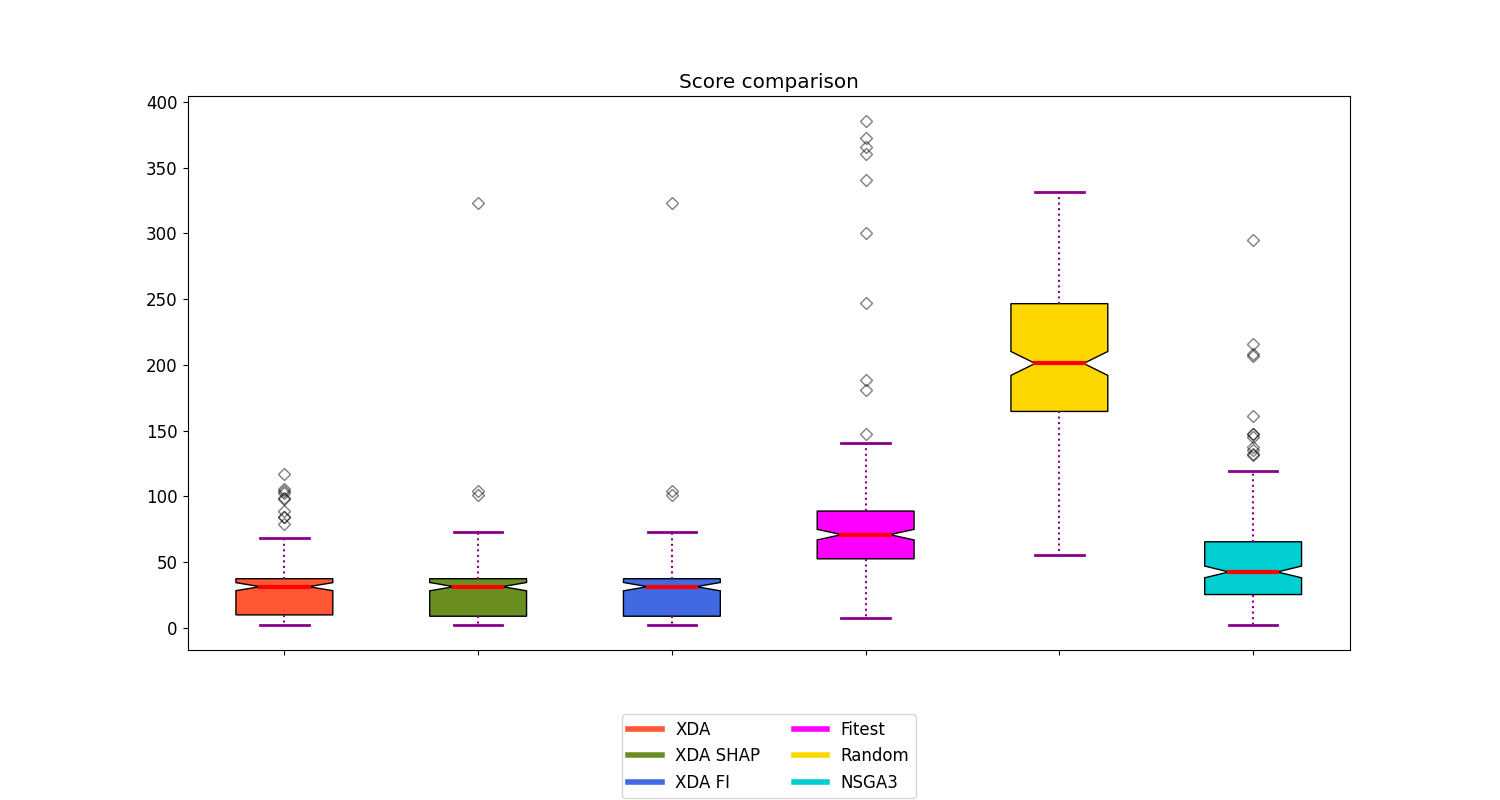 Score comparison
400
350
300
250
200
150
100
50
0
XDA
XDA SHAP
XDA FI
Fitest
Random
NSGA3